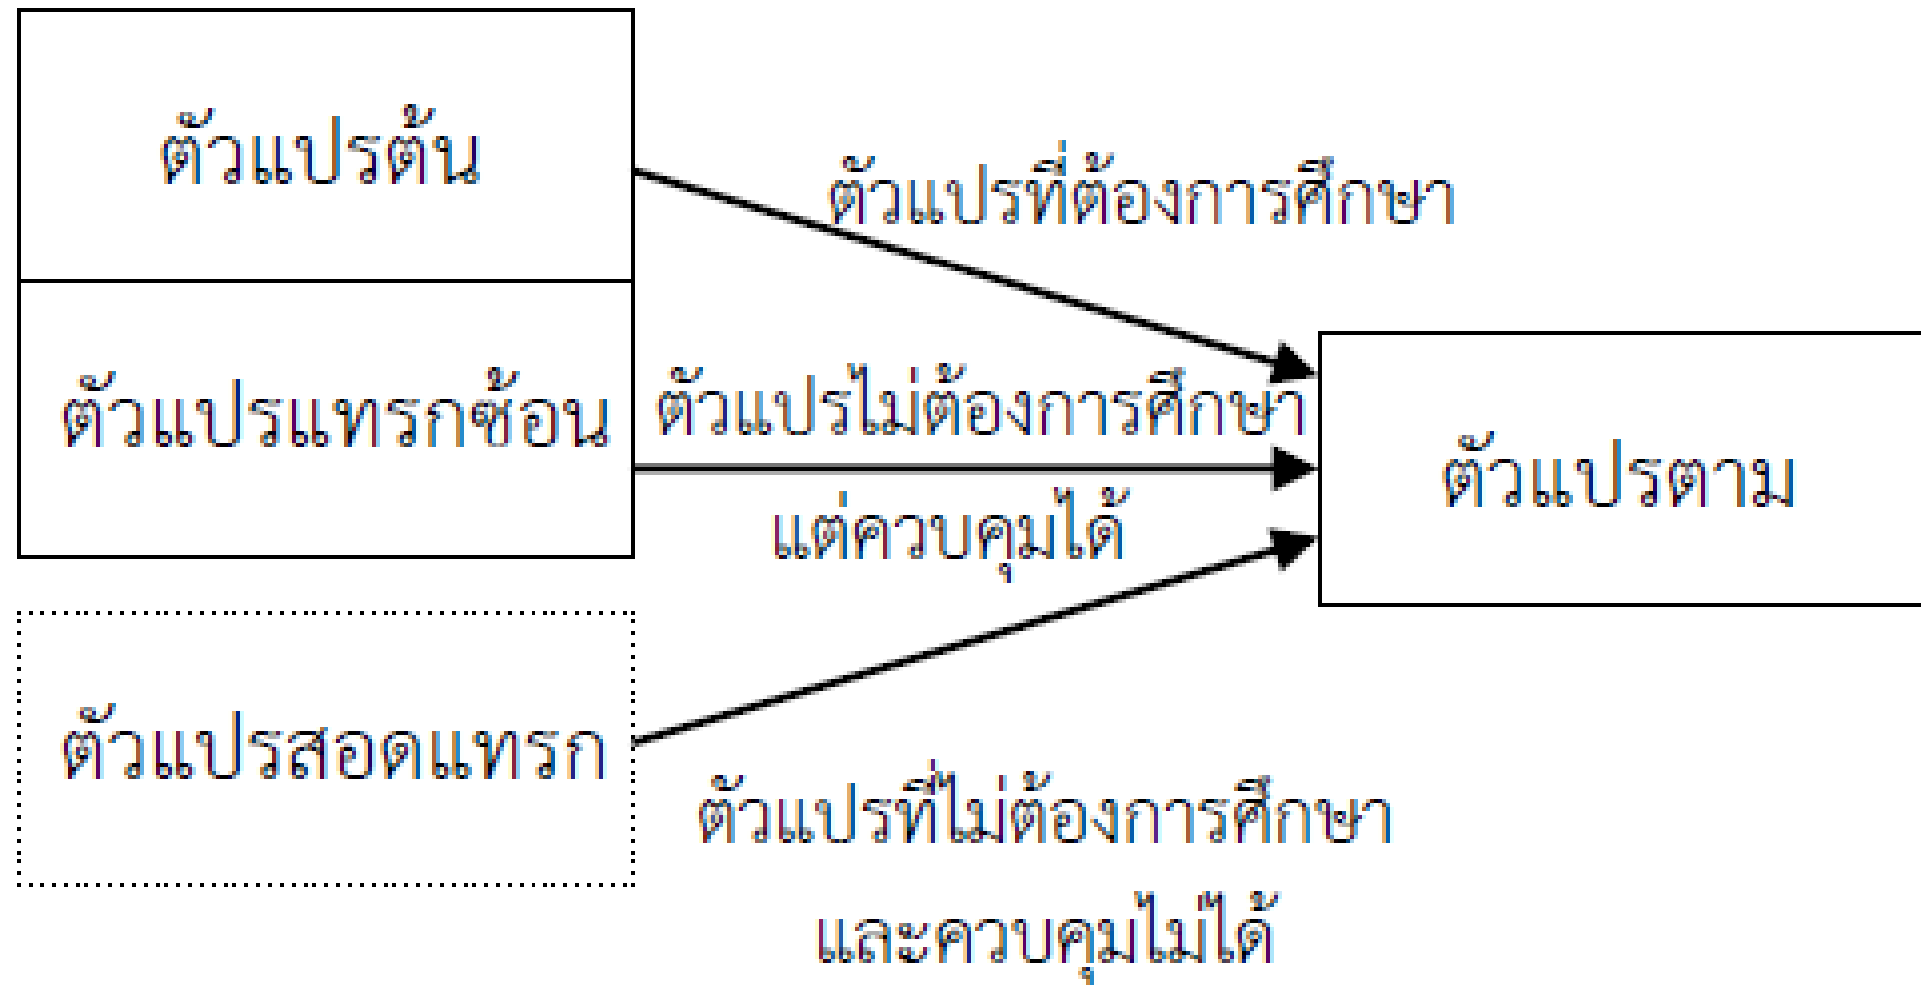 ตัวแปรต้น
ตัวแปรที่ต้องการศึกษา
ตัวแปรแทรกซ้อน
ตัวแปรไม่ต้องการศึกษา
แต่ควบคุมได้
ตัวแปรตาม
ตัวแปรสอดแทรก
ตัวแปรที่ไม่ต้องการศึกษา
และควบคุมไม่ได้